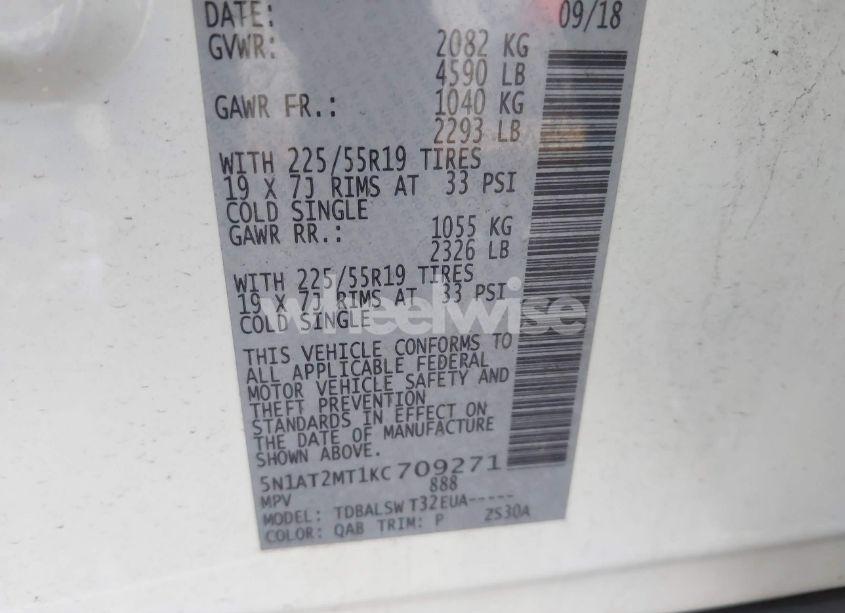 DATE: 09/18
GVWR: 2082 KG
4590 LB
GAWR FR.: 1040 KG
2293 LB
WITH 225/55R19 TIRES
19 X 7J RIMS AT 33 PSI
COLD SINGLE
GAWR RR.: 1055 KG
2326 LB
WITH 225/55R19 TIRES
19 X 7J RIMS AT 33 PSI
COLD SINGLE
wheelwise
THIS VEHICLE CONFORMS TO
ALL APPLICABLE FEDERAL
MOTOR VEHICLE SAFETY AND
THEFT PREVENTION
STANDARDS IN EFFECT ON
THE DATE OF MANUFACTURE
SHOWN ABOVE.
5N1AT2MT1KC709271
888
MPV
MODEL: TDBALSW T32EUA-----
COLOR: QAB TRIM: P 2S30A